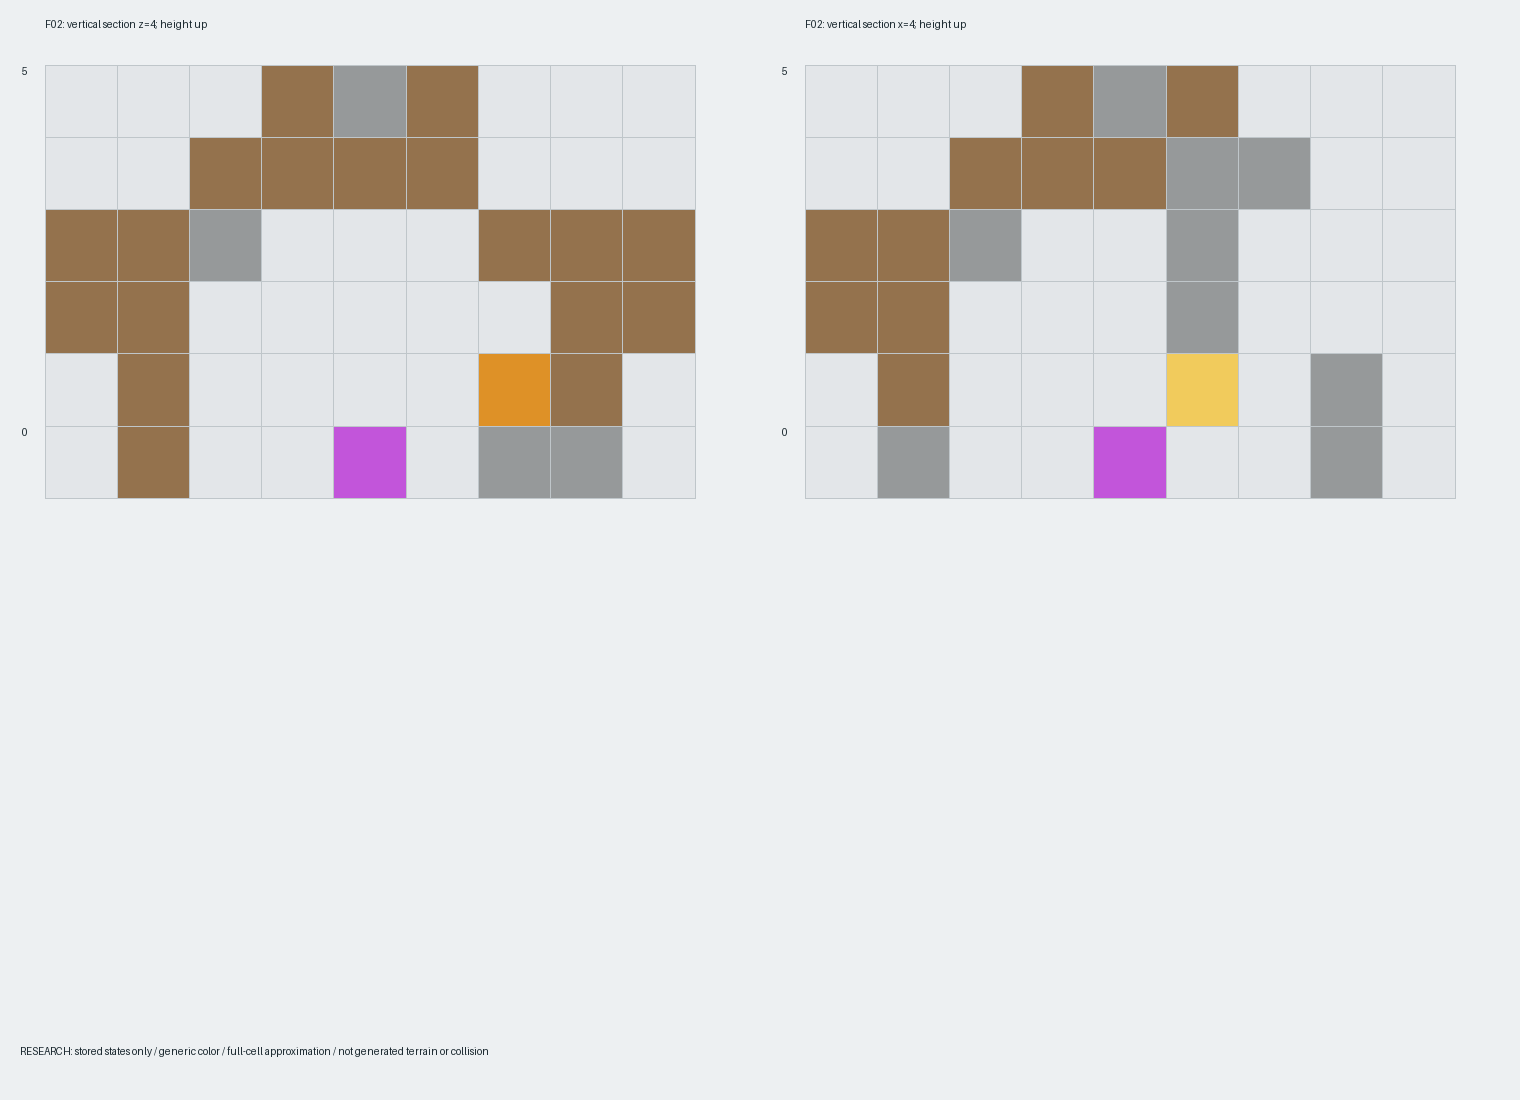 F02: vertical section z=4; height up
F02: vertical section x=4; height up
5
5
0
0
RESEARCH: stored states only / generic color / full-cell approximation / not generated terrain or collision